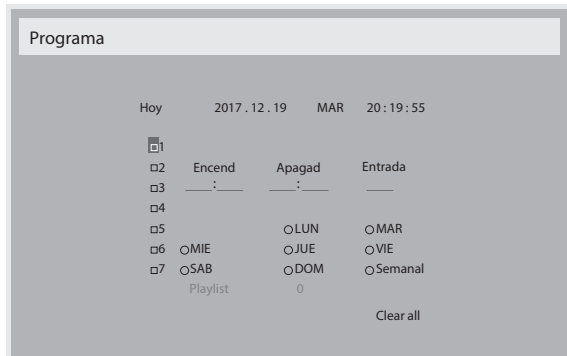 Programa
Hoy 2017 . 12 . 19 MAR 20 : 19 : 55
1
2 Encend Apagad Entrada
3 ____:____ ____:____ ____
4
5 LUN MAR
6 MIE JUE VIE
7 SAB DOM Semanal
Playlist 0
Clear all